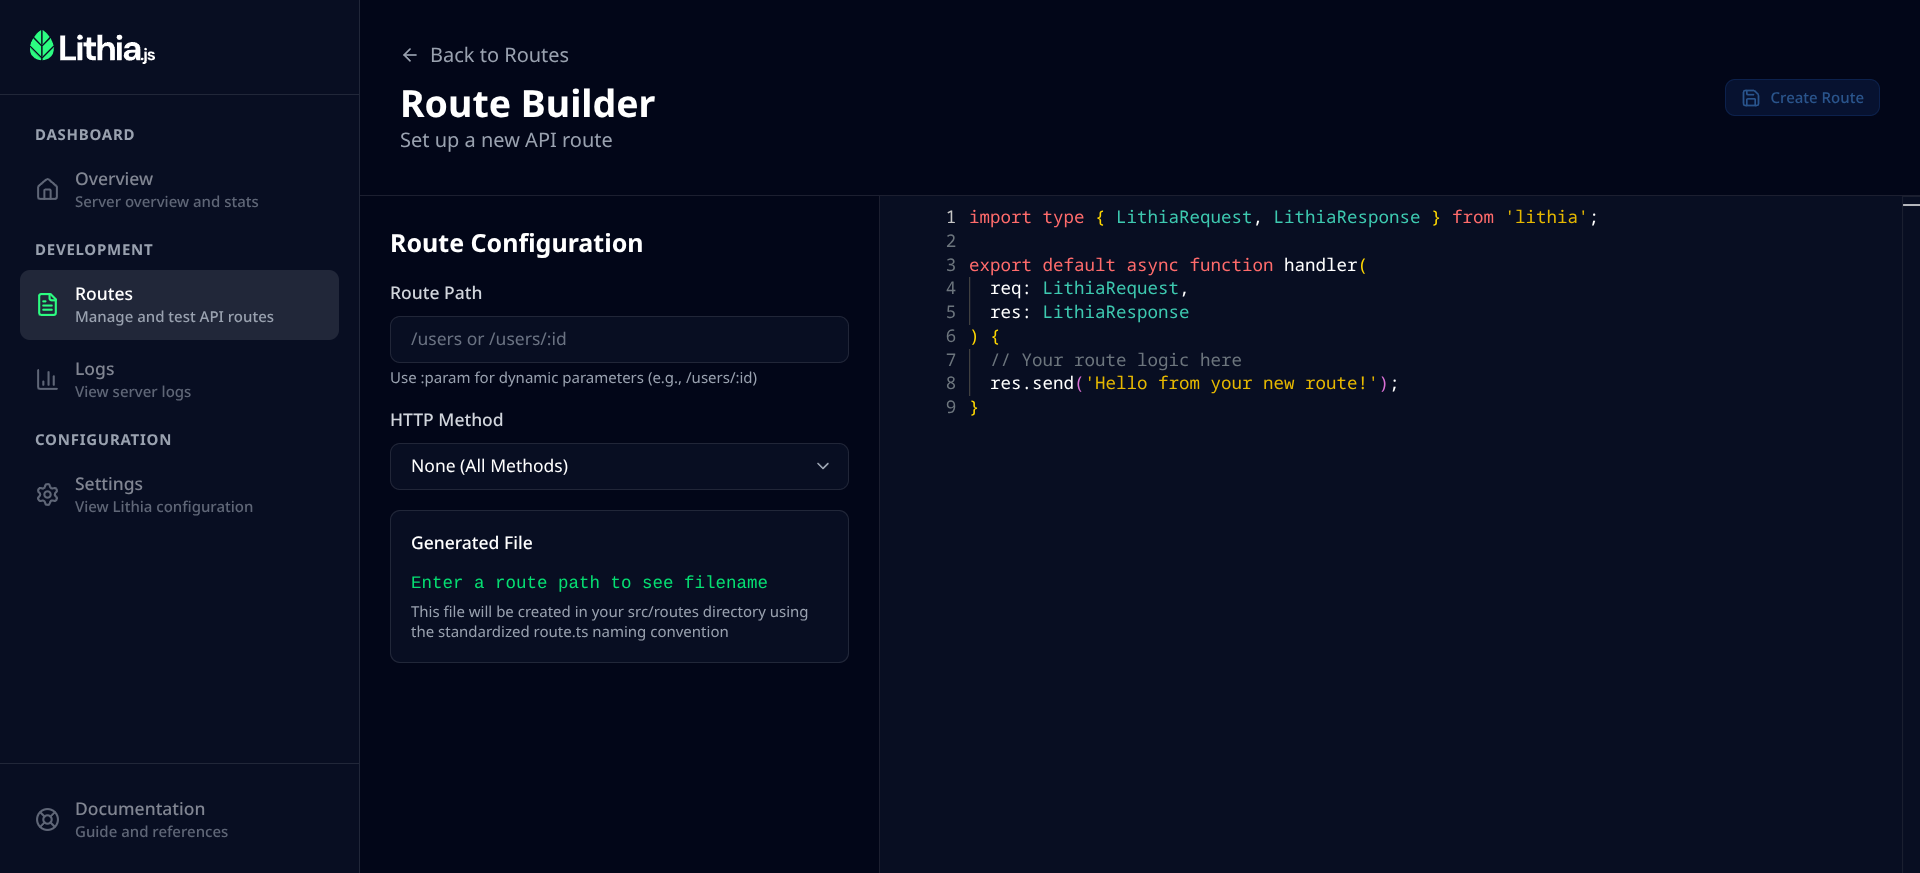 Lithia.js
DASHBOARD
Overview
Server overview and stats
DEVELOPMENT
Routes
Manage and test API routes
Logs
View server logs
CONFIGURATION
Settings
View Lithia configuration
Documentation
Guide and references
Back to Routes
Route Builder
Set up a new API route
Create Route
Route Configuration
Route Path
/users or /users/:id
Use :param for dynamic parameters (e.g., /users/:id)
HTTP Method
None (All Methods)
Generated File
Enter a route path to see filename
This file will be created in your src/routes directory using
the standardized route.ts naming convention
1 import type { LithiaRequest, LithiaResponse } from 'lithia';
2
3 export default async function handler(
4   req: LithiaRequest,
5   res: LithiaResponse
6 ) {
7   // Your route logic here
8   res.send('Hello from your new route!');
9 }